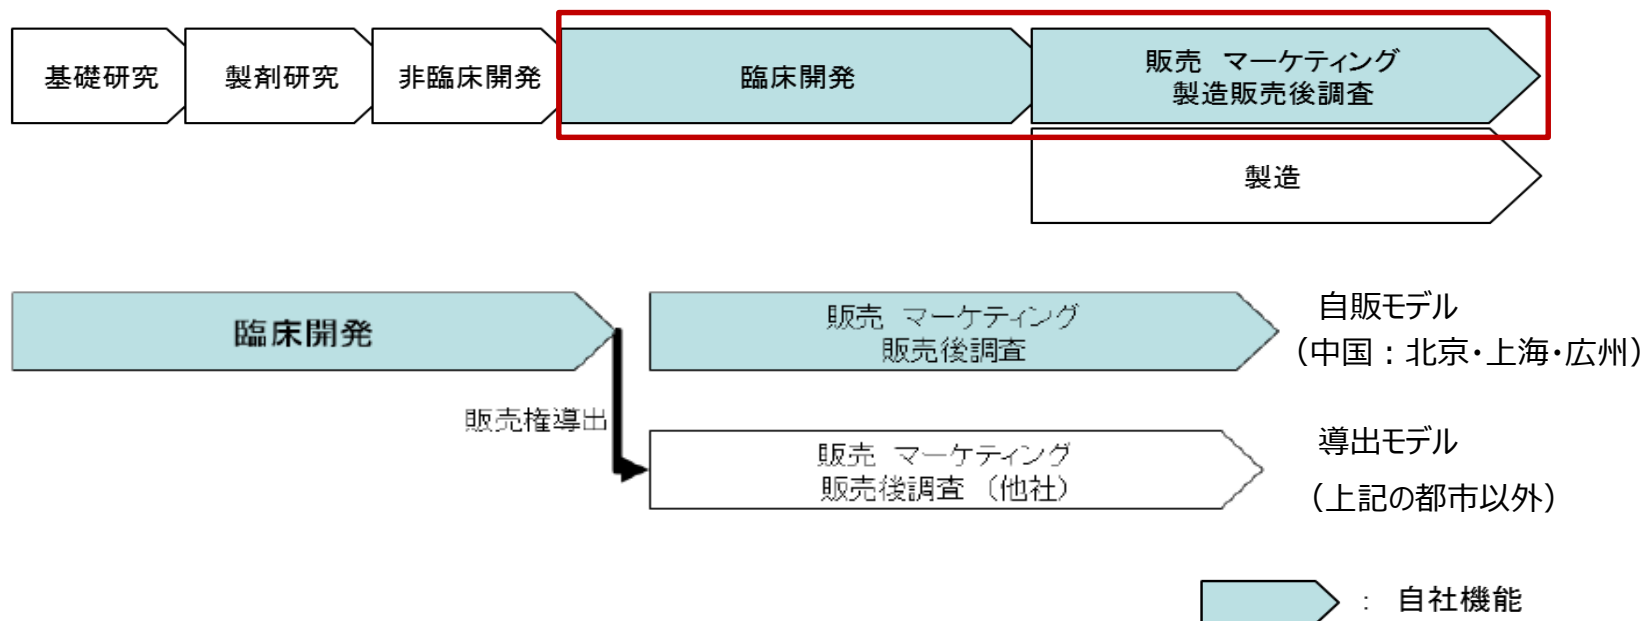 基礎研究
製剤研究
非臨床開発
臨床開発
販売 マーケティング
製造販売後調査
製造
臨床開発
販売 マーケティング
販売後調査
自販モデル
（中国：北京・上海・広州）
販売権導出
販売 マーケティング
販売後調査（他社）
導出モデル
（上記の都市以外）
： 自社機能